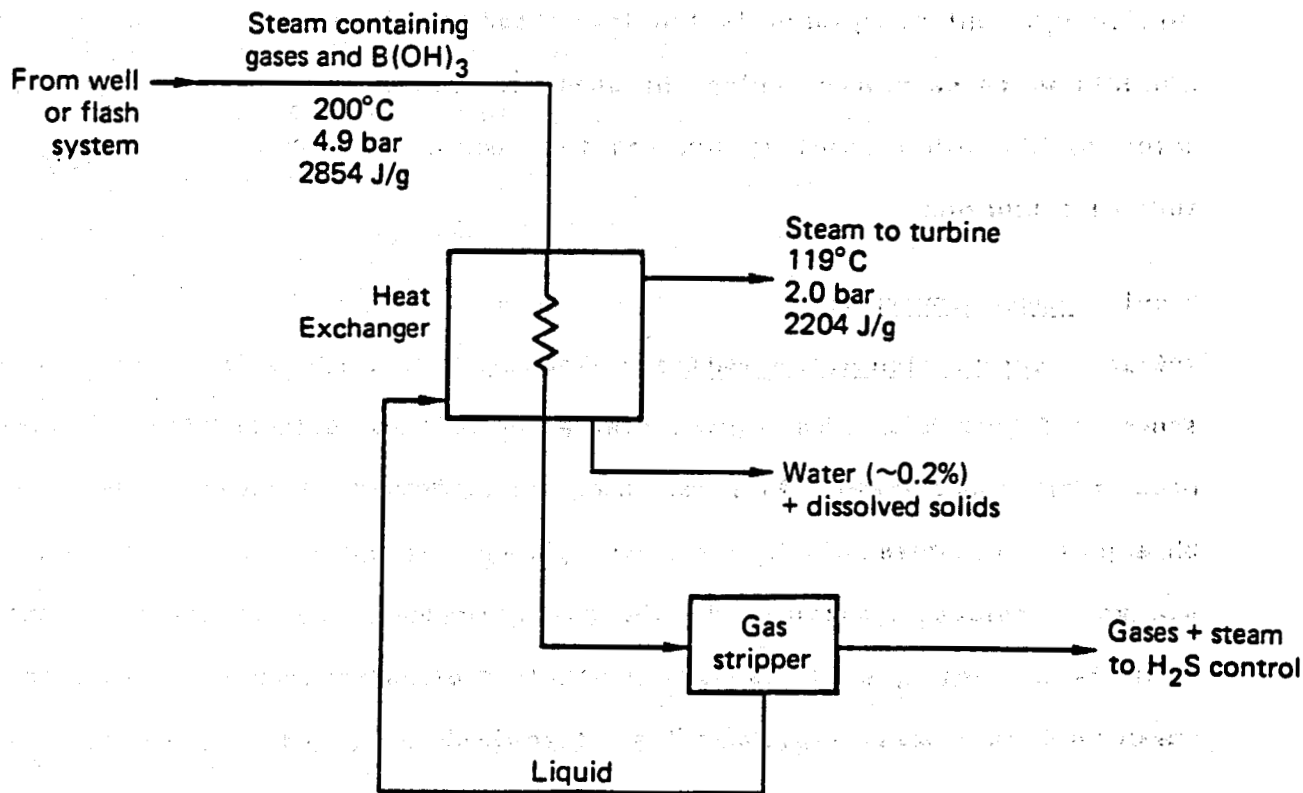 Steam containing
gases and B(OH)₃
From well
or flash
system
200°C
4.9 bar
2854 J/g
Steam to turbine
119°C
2.0 bar
2204 J/g
Heat
Exchanger
Water (~0.2%)
+ dissolved solids
Gas
stripper
Gases + steam
to H₂S control
Liquid